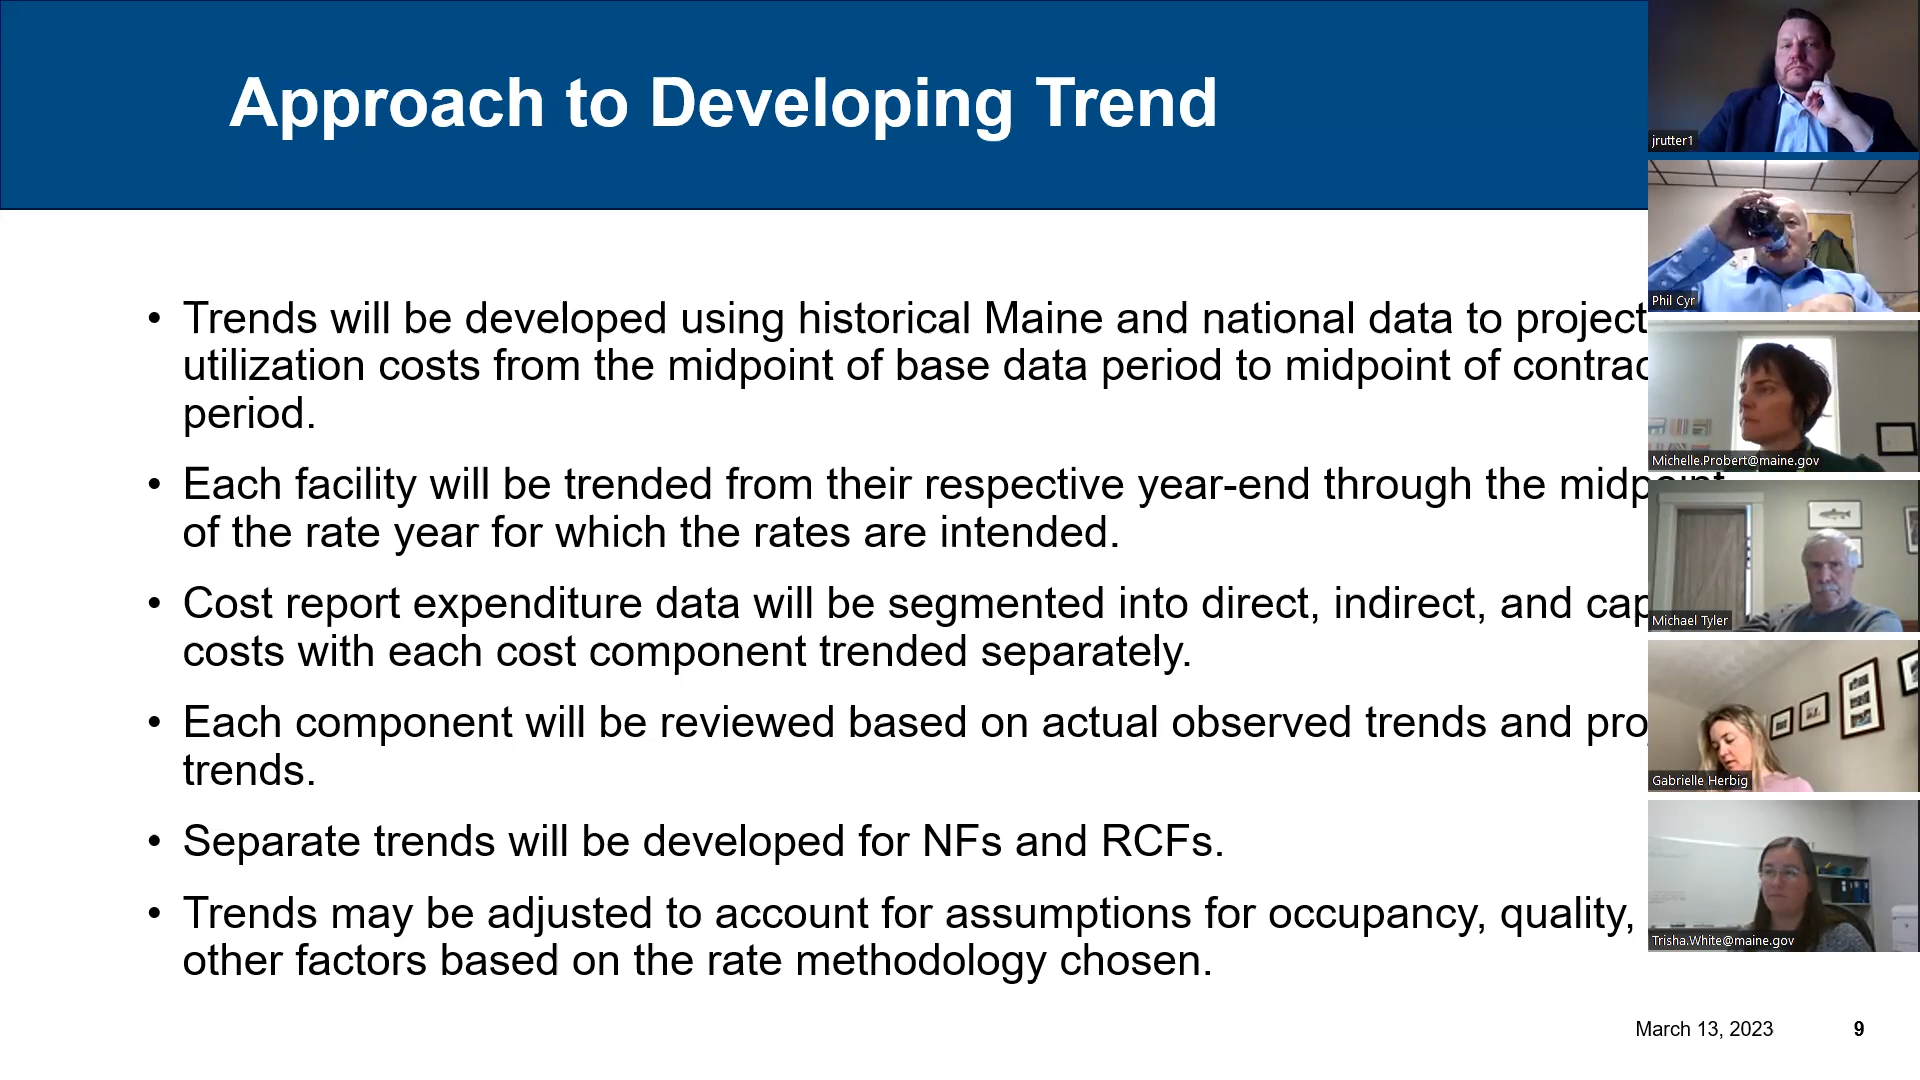 Approach to Developing Trend
• Trends will be developed using historical Maine and national data to project
utilization costs from the midpoint of base data period to midpoint of
period.
• Each facility will be trended from their respective year-end through the
of the rate year for which the rates are intended.
• Cost report expenditure data will be segmented into direct, indirect, and
costs with each cost component trended separately.
• Each component will be reviewed based on actual observed trends and
trends.
• Separate trends will be developed for NFs and RCFs.
• Trends may be adjusted to account for assumptions for occupancy, quality,
other factors based on the rate methodology chosen.
March 13, 2023 9
jrutter1
Phil Cyr
Michelle.Probert@maine.gov
Michael Tyler
Gabrielle Herbig
Trisha.White@maine.gov